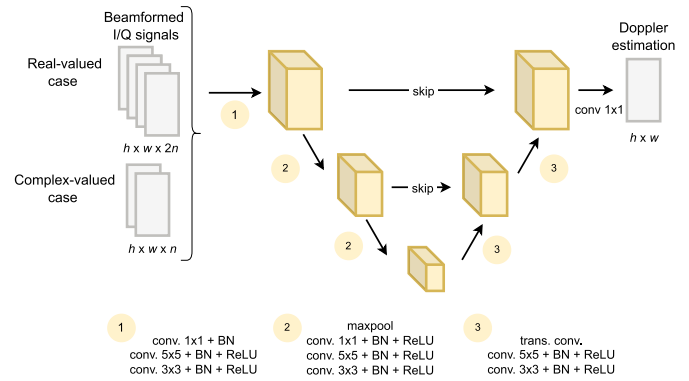 Beamformed
I/Q signals
Real-valued
case
h x w x 2n
Complex-valued
case
h x w x n
1
skip
2
skip
2
3
3
conv 1x1
Doppler
estimation
h x w
1
conv. 1x1 + BN
conv. 5x5 + BN + ReLU
conv. 3x3 + BN + ReLU
2
maxpool
conv. 1x1 + BN + ReLU
conv. 5x5 + BN + ReLU
conv. 3x3 + BN + ReLU
3
trans. conv.
conv. 5x5 + BN + ReLU
conv. 3x3 + BN + ReLU